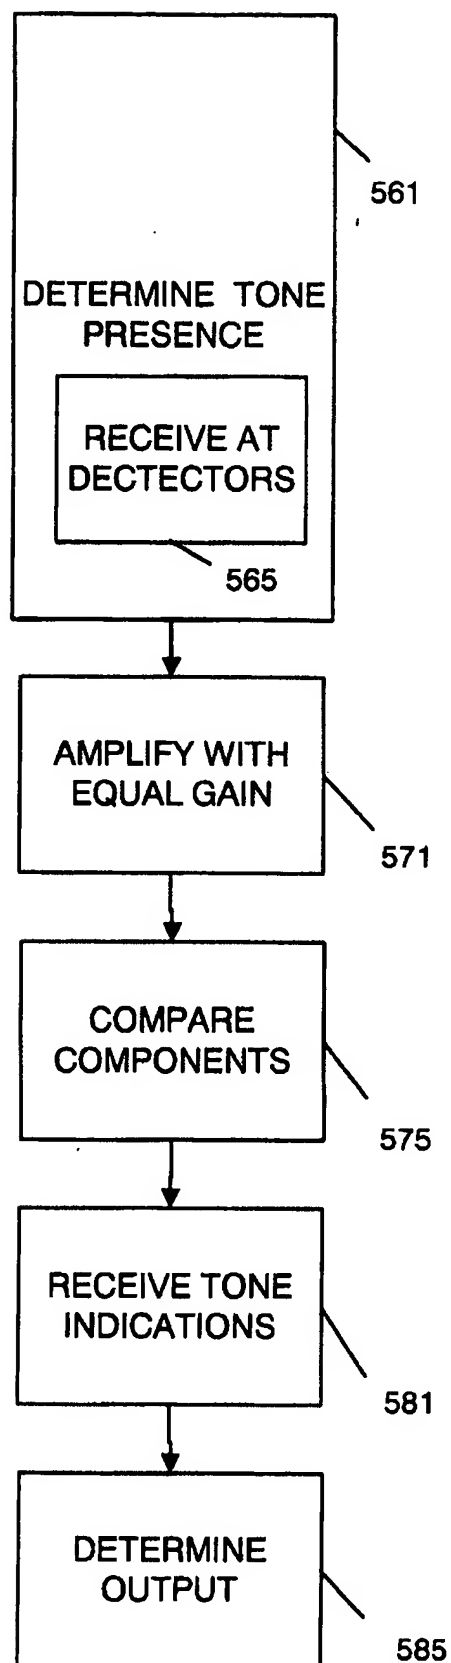 561
DETERMINE TONE
PRESENCE
RECEIVE AT
DECTECTORS
565
AMPLIFY WITH
EQUAL GAIN
571
COMPARE
COMPONENTS
575
RECEIVE TONE
INDICATIONS
581
DETERMINE
OUTPUT
585